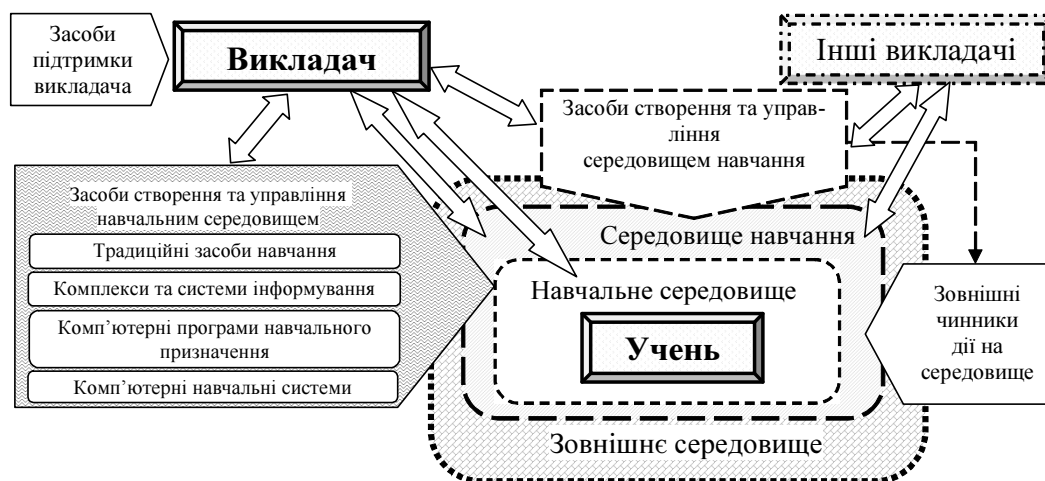 Засоби
підтримки
викладача
Викладач
Інші викладачі
Засоби створення та управ-
ління
середовищем навчання
Засоби створення та управління
навчальним середовищем
Традиційні засоби навчання
Комплекси та системи інформування
Комп’ютерні програми навчального
призначення
Комп’ютерні навчальні системи
Середовище навчання
Навчальне середовище
Учень
Зовнішнє середовище
Зовнішні
чинники
дії на
середовище